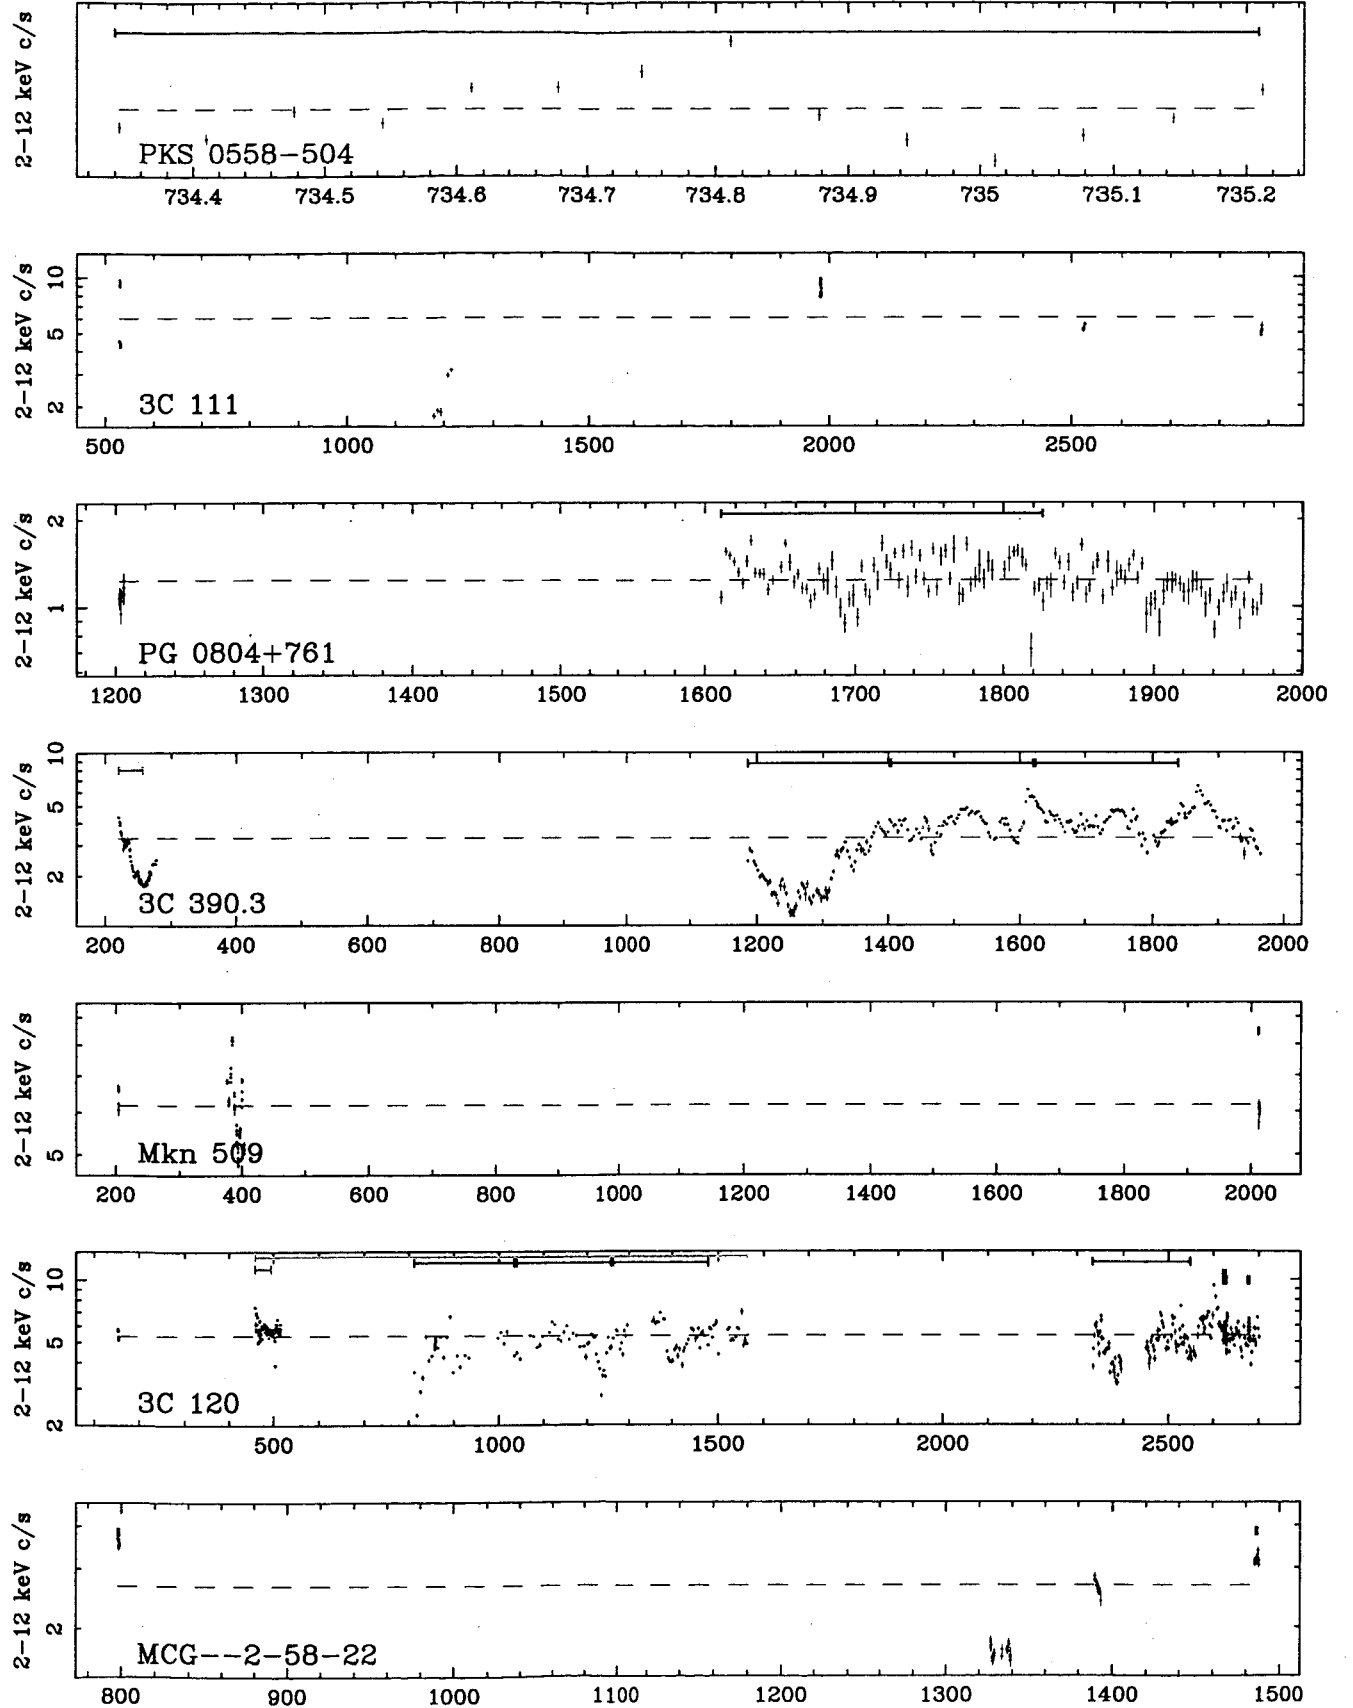 2-12 keV c/s
PKS 0558-504
734.4 734.5 734.6 734.7 734.8 734.9 735 735.1 735.2
2-12 keV c/s
10
5
2
3C 111
500 1000 1500 2000 2500
2-12 keV c/s
2
1
PG 0804+761
1200 1300 1400 1500 1600 1700 1800 1900 2000
2-12 keV c/s
10
5
2
3C 390.3
200 400 600 800 1000 1200 1400 1600 1800 2000
2-12 keV c/s
5
Mkn 509
200 400 600 800 1000 1200 1400 1600 1800 2000
2-12 keV c/s
10
5
2
3C 120
500 1000 1500 2000 2500
2-12 keV c/s
2
MCG--2-58-22
800 900 1000 1100 1200 1300 1400 1500